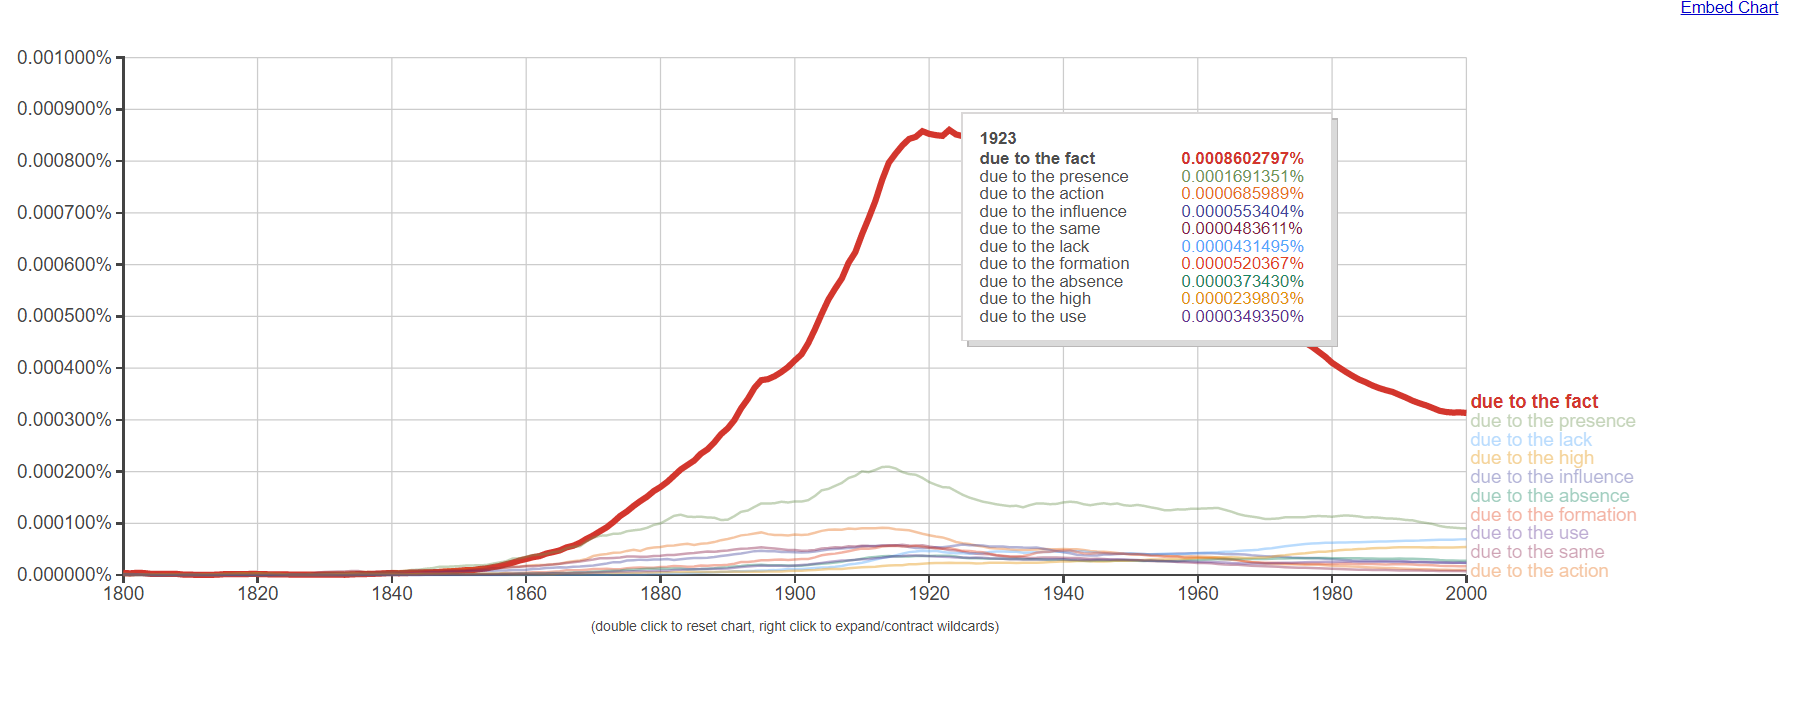 Embed Chart
0.001000%
0.000900%
0.000800%
0.000700%
0.000600%
0.000500%
0.000400%
0.000300%
0.000200%
0.000100%
0.000000%
1923
due to the fact 0.0008602797%
due to the presence 0.0001691351%
due to the action 0.0000685989%
due to the influence 0.0000553404%
due to the same 0.0000483611%
due to the lack 0.0000431495%
due to the formation 0.0000520367%
due to the absence 0.0000373430%
due to the high 0.0000239803%
due to the use 0.0000349350%
due to the fact
due to the presence
due to the lack
due to the high
due to the influence
due to the absence
due to the formation
due to the use
due to the same
due to the action
1800 1820 1840 1860 1880 1900 1920 1940 1960 1980 2000
(double click to reset chart, right click to expand/contract wildcards)